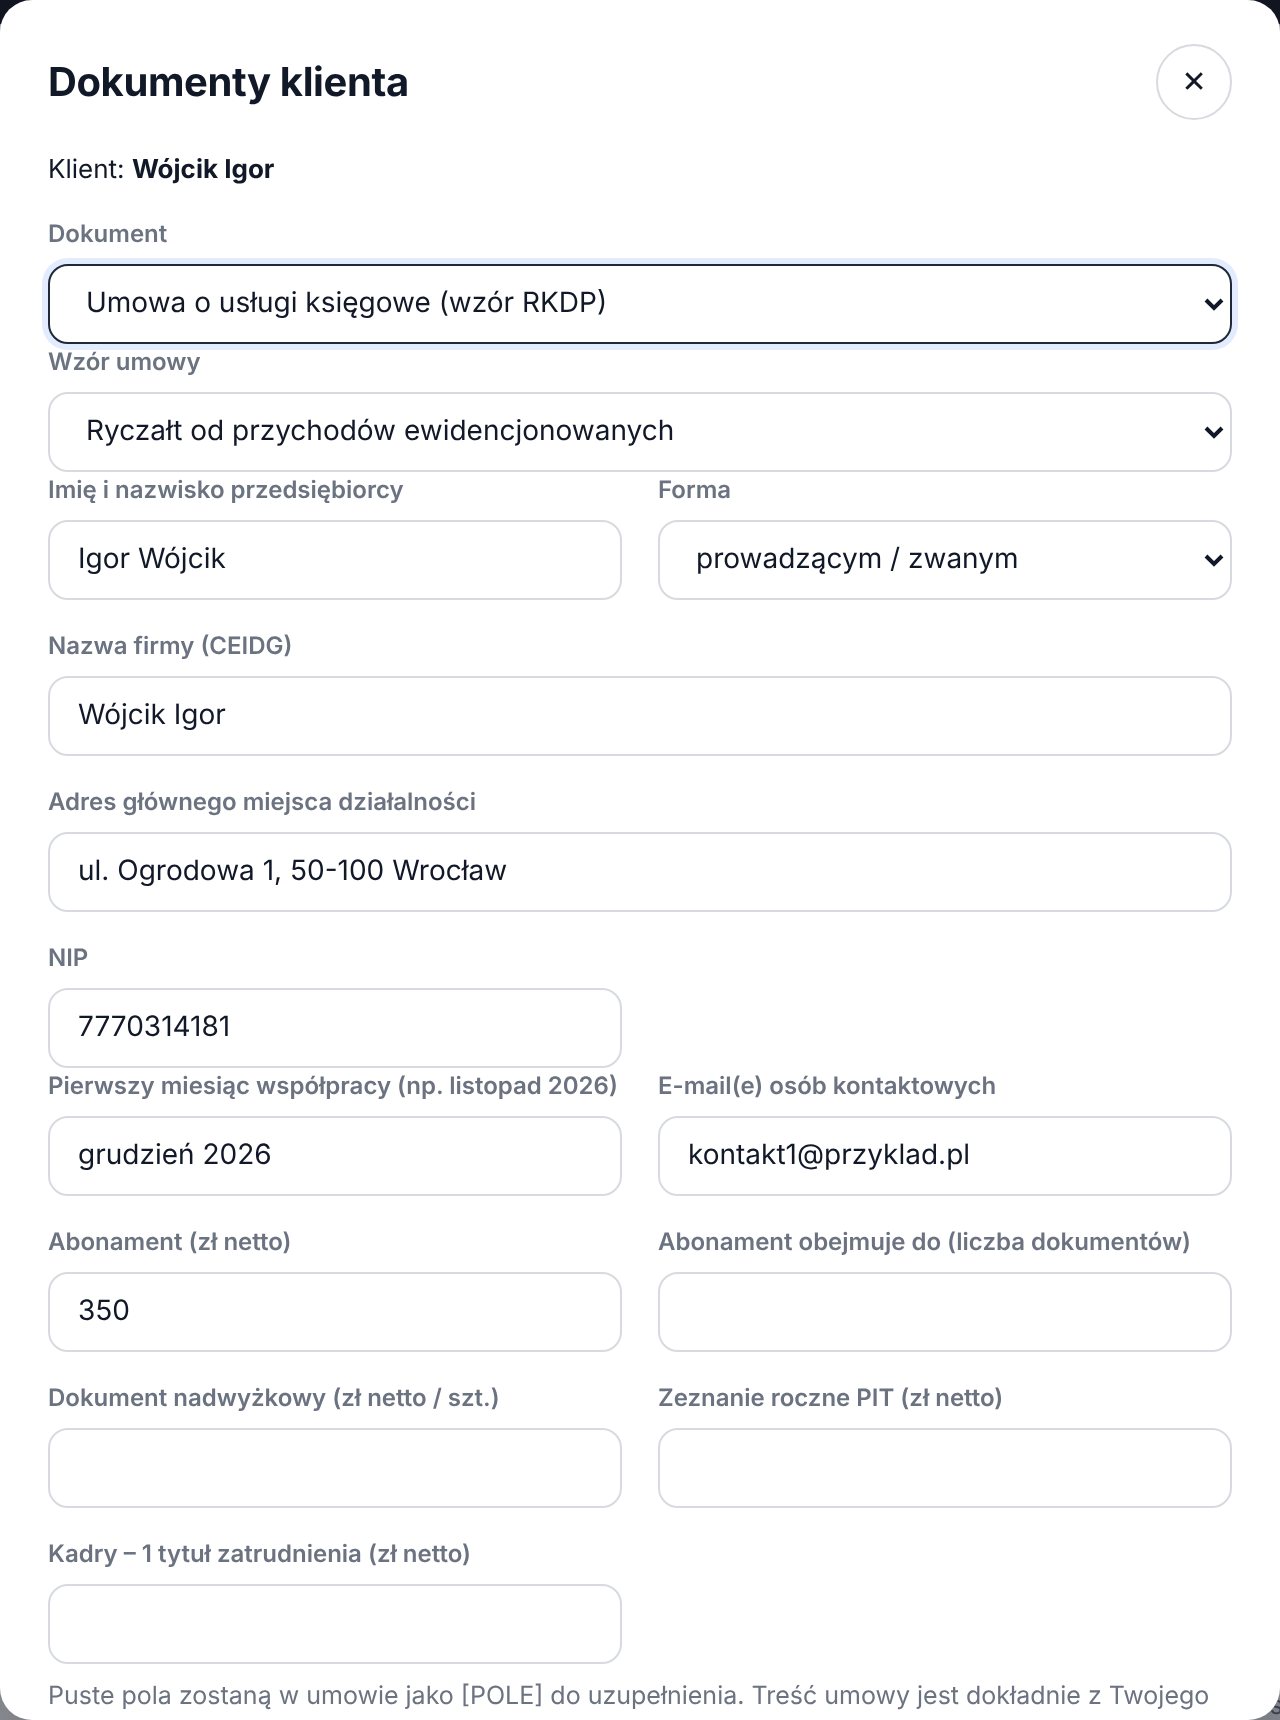 Dokumenty klienta
Klient: Wójcik Igor
Dokument
Umowa o usługi księgowe (wzór RKDP)
Wzór umowy
Ryczałt od przychodów ewidencjonowanych
Imię i nazwisko przedsiębiorcy
Forma
Igor Wójcik
prowadzącym / zwanym
Nazwa firmy (CEIDG)
Wójcik Igor
Adres głównego miejsca działalności
ul. Ogrodowa 1, 50-100 Wrocław
NIP
7770314181
Pierwszy miesiąc współpracy (np. listopad 2026)
E-mail(e) osób kontaktowych
grudzień 2026
kontakt1@przyklad.pl
Abonament (zł netto)
Abonament obejmuje do (liczba dokumentów)
350
Dokument nadwyżkowy (zł netto / szt.)
Zeznanie roczne PIT (zł netto)
Kadry – 1 tytuł zatrudnienia (zł netto)
Puste pola zostaną w umowie jako [POLE] do uzupełnienia. Treść umowy jest dokładnie z Twojego